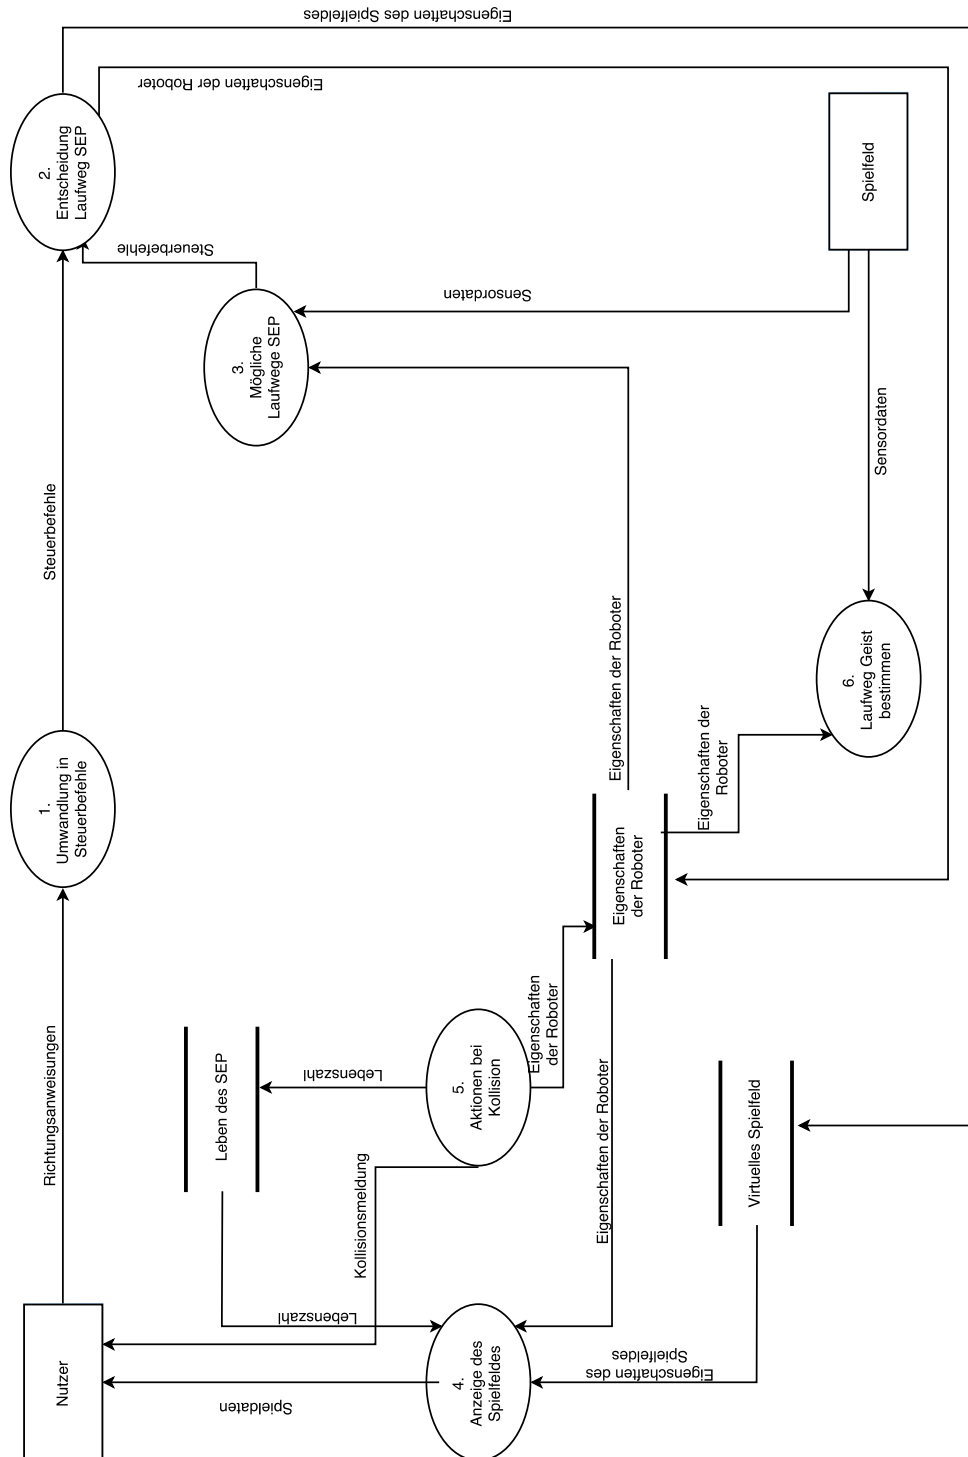 Eigenschaften des Spielfeldes
Eigenschaften der Roboter
2.
Entscheidung
Laufweg SEP
Spielfeld
Steuerbefehle
Sensordaten
3.
Mögliche
Laufwege SEP
Steuerbefehle
Sensordaten
Eigenschaften der Roboter
6.
Laufweg Geist
bestimmen
1.
Umwandlung in
Steuerbefehle
Eigenschaften der
Roboter
Eigenschaften
der Roboter
Eigenschaften
der Roboter
Richtungsanweisungen
Leben des SEP
Lebenszahl
5.
Aktionen bei
Kollision
Eigenschaften der Roboter
Virtuelles Spielfeld
Kollisionsmeldung
Lebenszahl
Nutzer
Spieldaten
4.
Anzeige des
Spielfeldes
Eigenschaften des
Spielfeldes